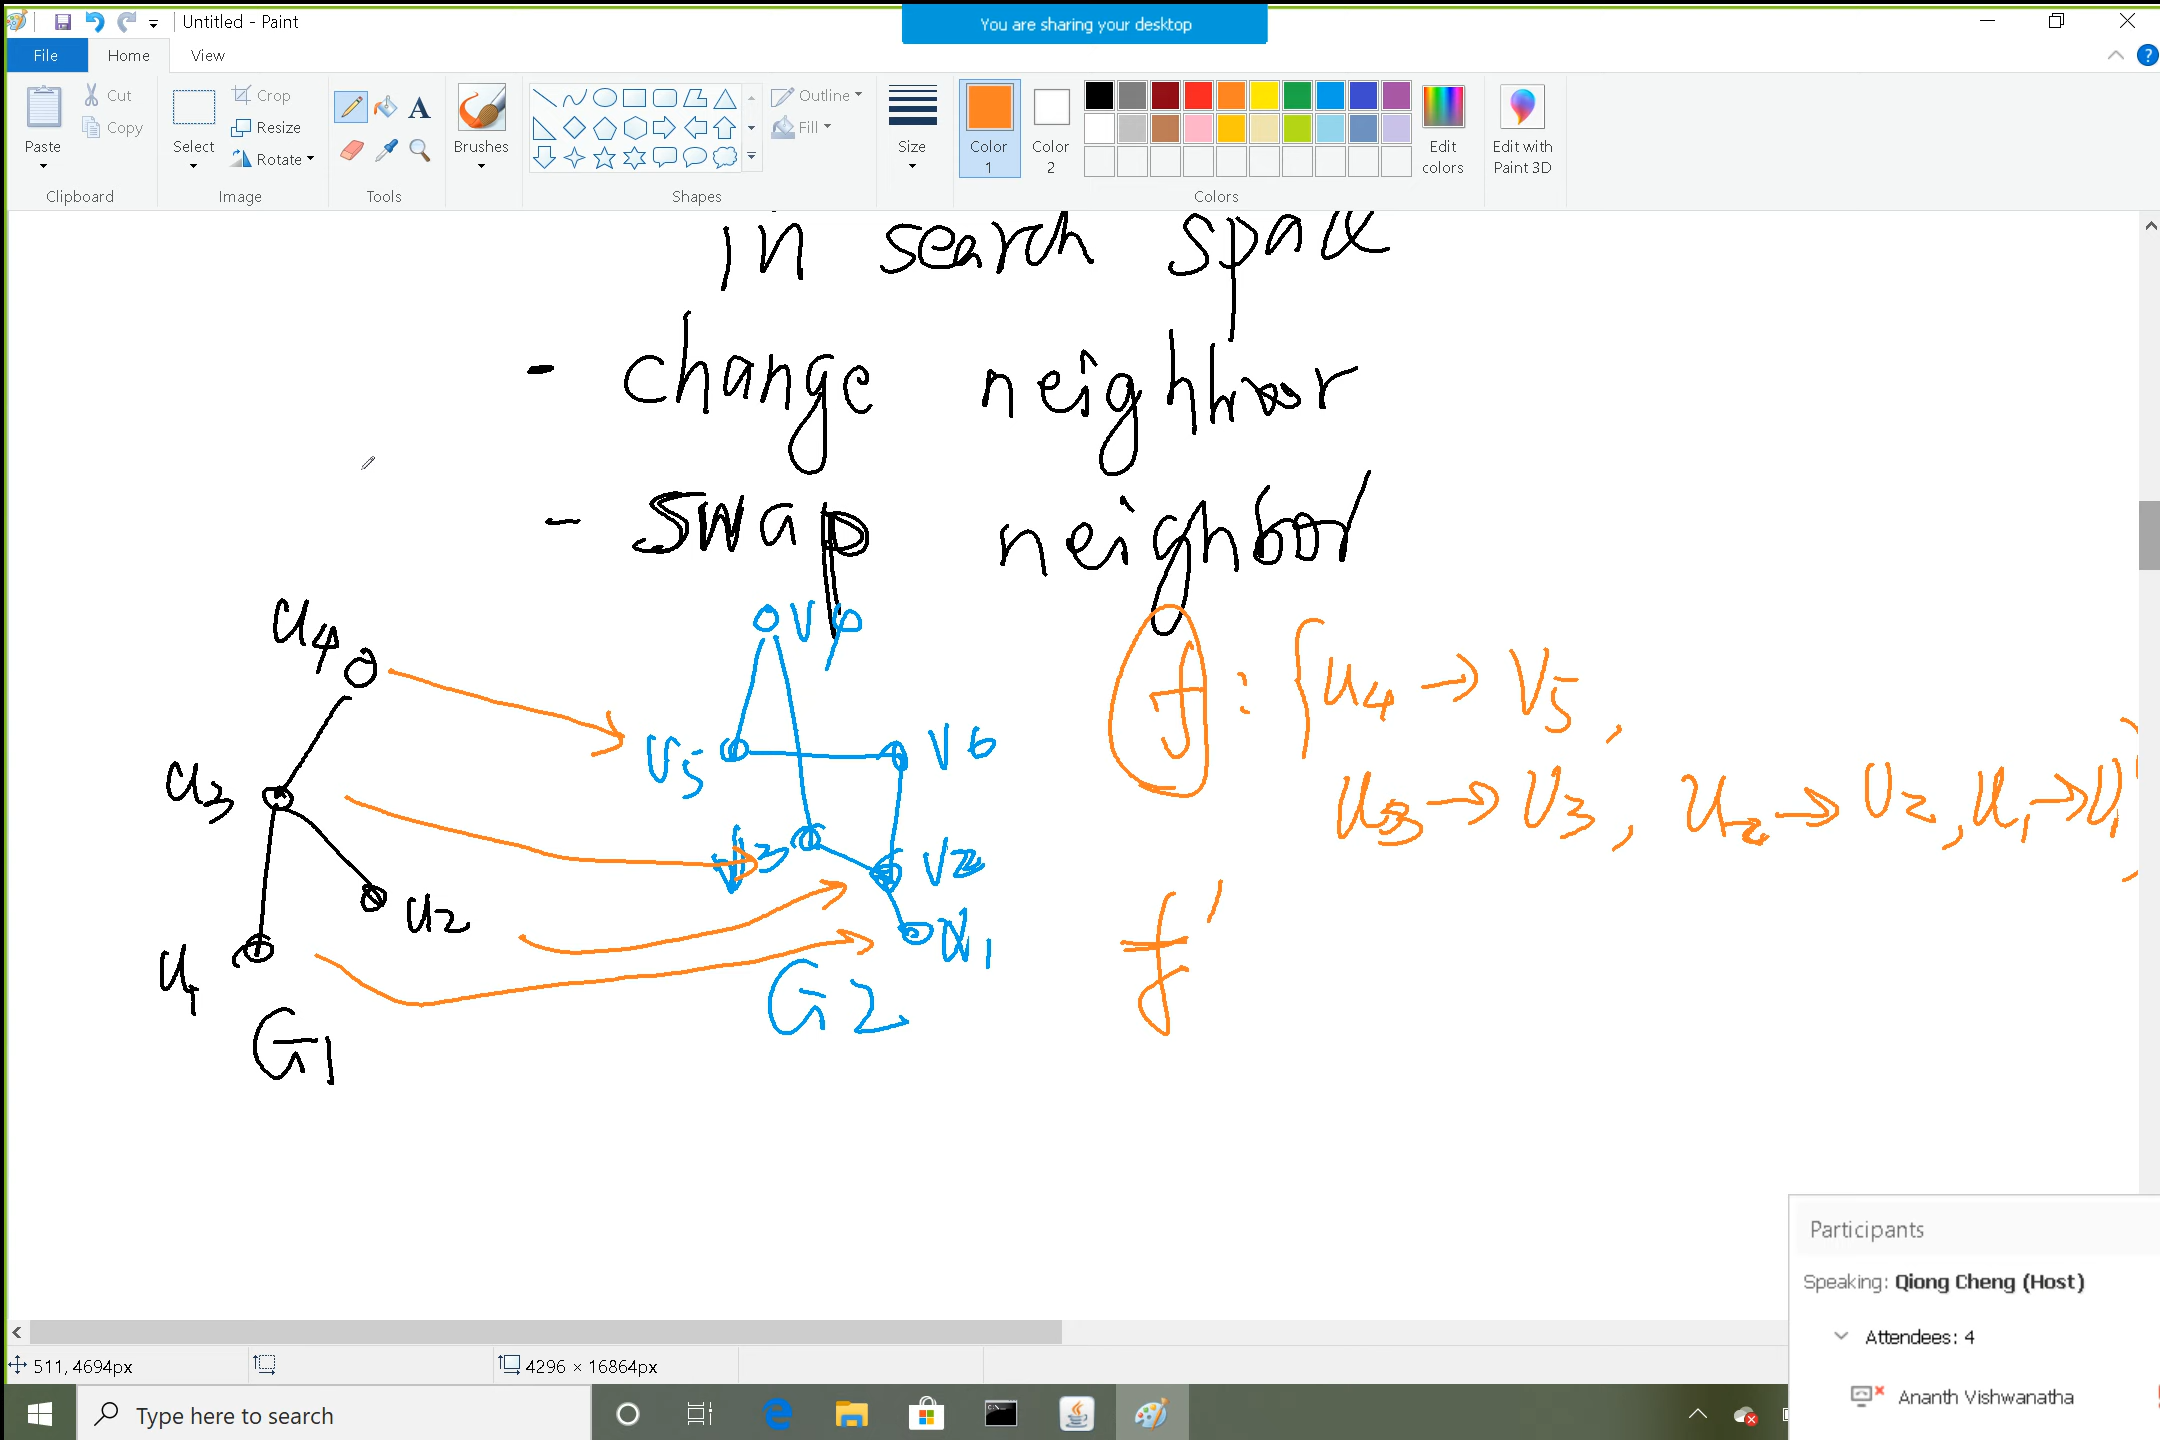 Untitled - Paint
You are sharing your desktop
File Home View
Paste
Cut
Copy
Clipboard
Select
Crop
Resize
Rotate
Image
Tools
Brushes
Outline
Fill
Shapes
Size
Color 1
Color 2
Edit colors
Edit with Paint 3D
Colors
in search space
- change neighbor
- swap neighbor
u4
u3
u2
u1
G1
V5
V6
V3
V2
G2
f : { u4 → V5,
u3 → V3, u2 → V2, u1 → V1
f'
Participants
Speaking: Qiong Cheng (Host)
Attendees: 4
Ananth Vishwanatha
511, 4694px
4296 × 16864px
Type here to search